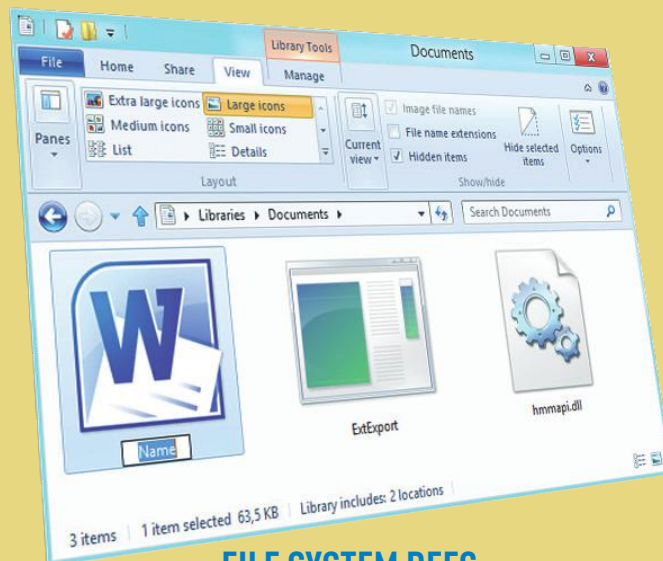 Library Tools
Documents
File
Home
Share
View
Manage
Panes
Extra large icons
Large icons
Medium icons
Small icons
List
Details
Layout
Current
view
Image file names
File name extensions
Hidden items
Hide selected
items
Options
Show/hide
Libraries
Documents
Search Documents
W
Name
ExtExport
hmmapi.dll
3 items
1 item selected 63,5 KB
Library includes: 2 locations